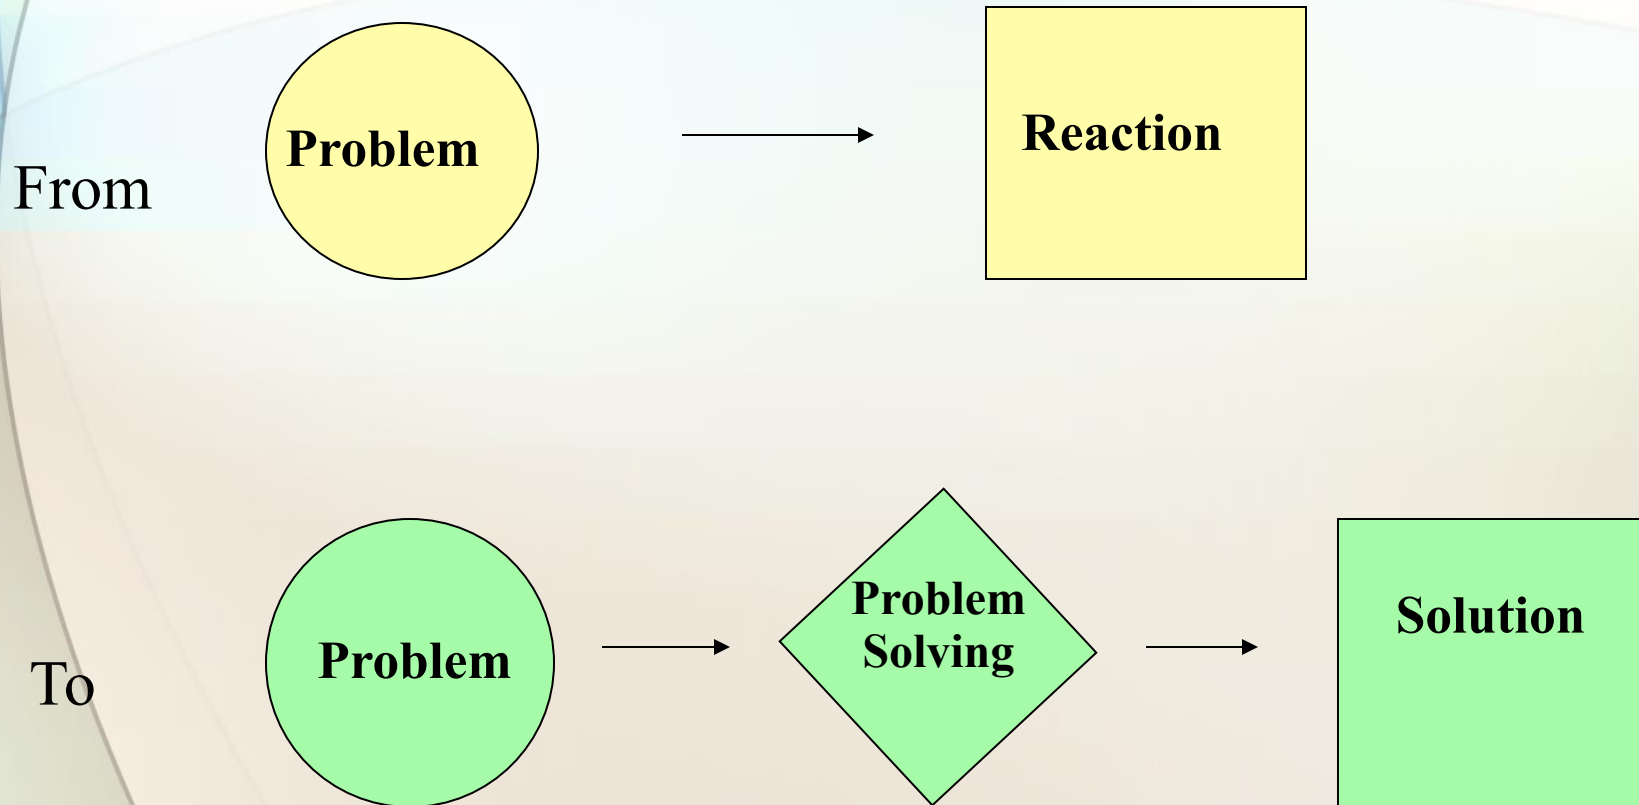 Problem
Reaction
From
Problem
Solving
Solution
Problem
To